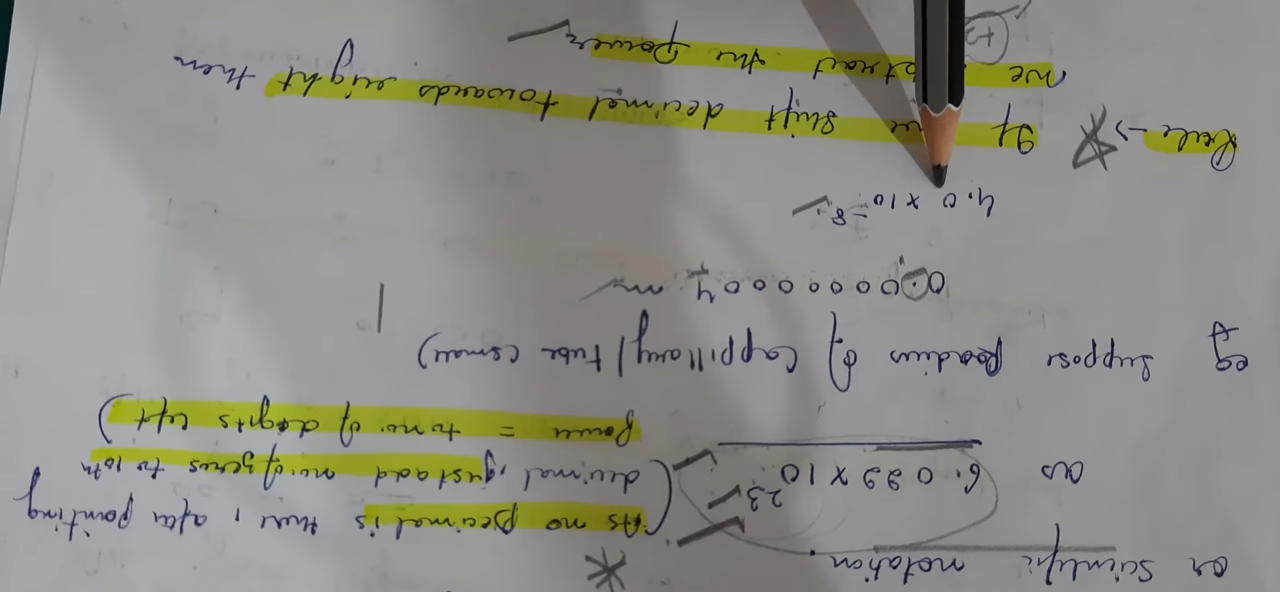 or Scientific notation
as 6.022 x 10 23
(As no decimal is there, after pointing
decimal, just add no. of zeros to 10th
Power = to no. of digits left)
eg Suppose radius of Cappillary/Tube (small)
0.00000004 m
4.0 x 10 -8
Rule → If we shift decimal towards right then
we the power